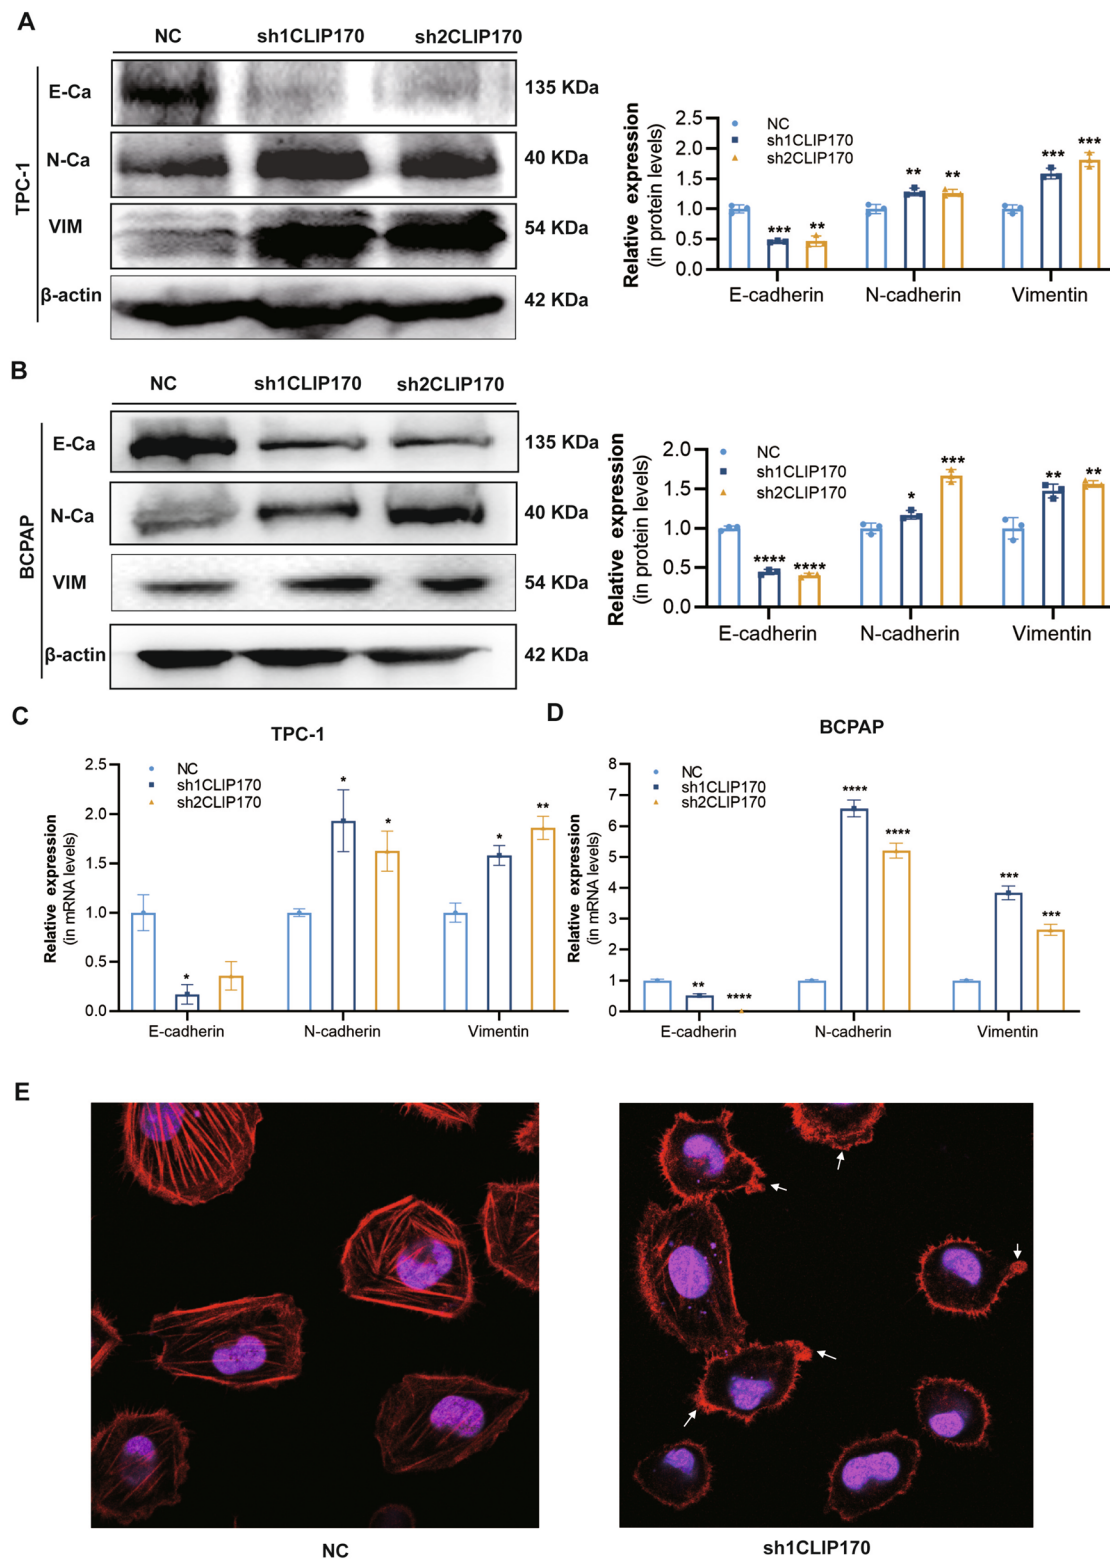 A
NC sh1CLIP170 sh2CLIP170
TPC-1
E-Ca 135 KDa
N-Ca 40 KDa
VIM 54 KDa
β-actin 42 KDa
Relative expression
(in protein levels)
2.5
2.0
1.5
1.0
0.5
0.0
NC
sh1CLIP170
sh2CLIP170
*** **
** **
*** ***
E-cadherin N-cadherin Vimentin
B
NC sh1CLIP170 sh2CLIP170
BCPAP
E-Ca 135 KDa
N-Ca 40 KDa
VIM 54 KDa
β-actin 42 KDa
Relative expression
(in protein levels)
2.0
1.5
1.0
0.5
0.0
NC
sh1CLIP170
sh2CLIP170
**** ****
* ***
** **
E-cadherin N-cadherin Vimentin
C
TPC-1
Relative expression
(in mRNA levels)
2.5
2.0
1.5
1.0
0.5
0.0
NC
sh1CLIP170
sh2CLIP170
*
* *
* **
E-cadherin N-cadherin Vimentin
D
BCPAP
Relative expression
(in mRNA levels)
8
7
6
5
4
3
2
1
0
NC
sh1CLIP170
sh2CLIP170
** ****
**** ****
*** ***
E-cadherin N-cadherin Vimentin
E
NC
sh1CLIP170